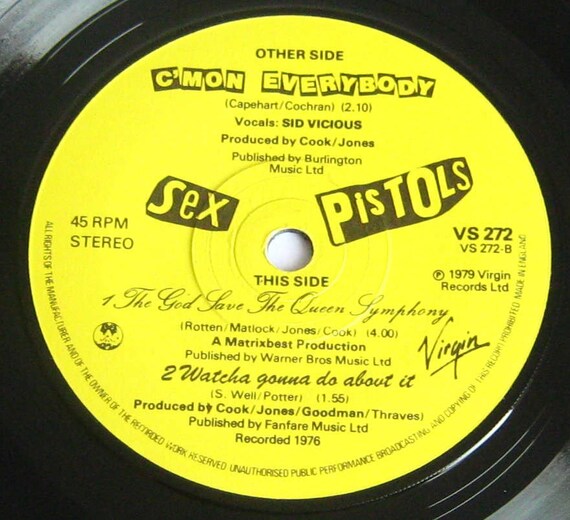 OTHER SIDE
C'MON EVERYBODY
(Capehart/Cochran) (2.10)
Vocals: SID VICIOUS
Produced by Cook/Jones
Published by Burlington
Music Ltd
SeX PiSTOLS
45 RPM
STEREO
VS 272
VS 272-B
℗ 1979 Virgin
Records Ltd
THIS SIDE
1 The God Save The Queen Symphony
(Rotten/Matlock/Jones/Cook) (4.00)
A Matrixbest Production
Published by Warner Bros Music Ltd
Virgin
2 Watcha gonna do about it
(S. Well/Potter) (1.55)
Produced by Cook/Jones/Goodman/Thraves)
Published by Fanfare Music Ltd
Recorded 1976
ALL RIGHTS OF THE MANUFACTURER AND OF THE OWNER OF THE RECORDED WORK RESERVED. UNAUTHORISED PUBLIC PERFORMANCE BROADCASTING AND COPYING OF THIS RECORD PROHIBITED. MADE IN ENGLAND